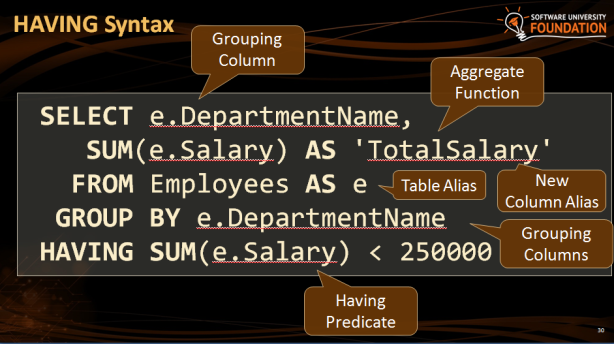 HAVING Syntax
SOFTWARE UNIVERSITY
FOUNDATION
Grouping
Column
Aggregate
Function
SELECT e.DepartmentName,
SUM(e.Salary) AS 'TotalSalary'
FROM Employees AS e
Table Alias
New
Column Alias
GROUP BY e.DepartmentName
Grouping
Columns
HAVING SUM(e.Salary) < 250000
Having
Predicate
30